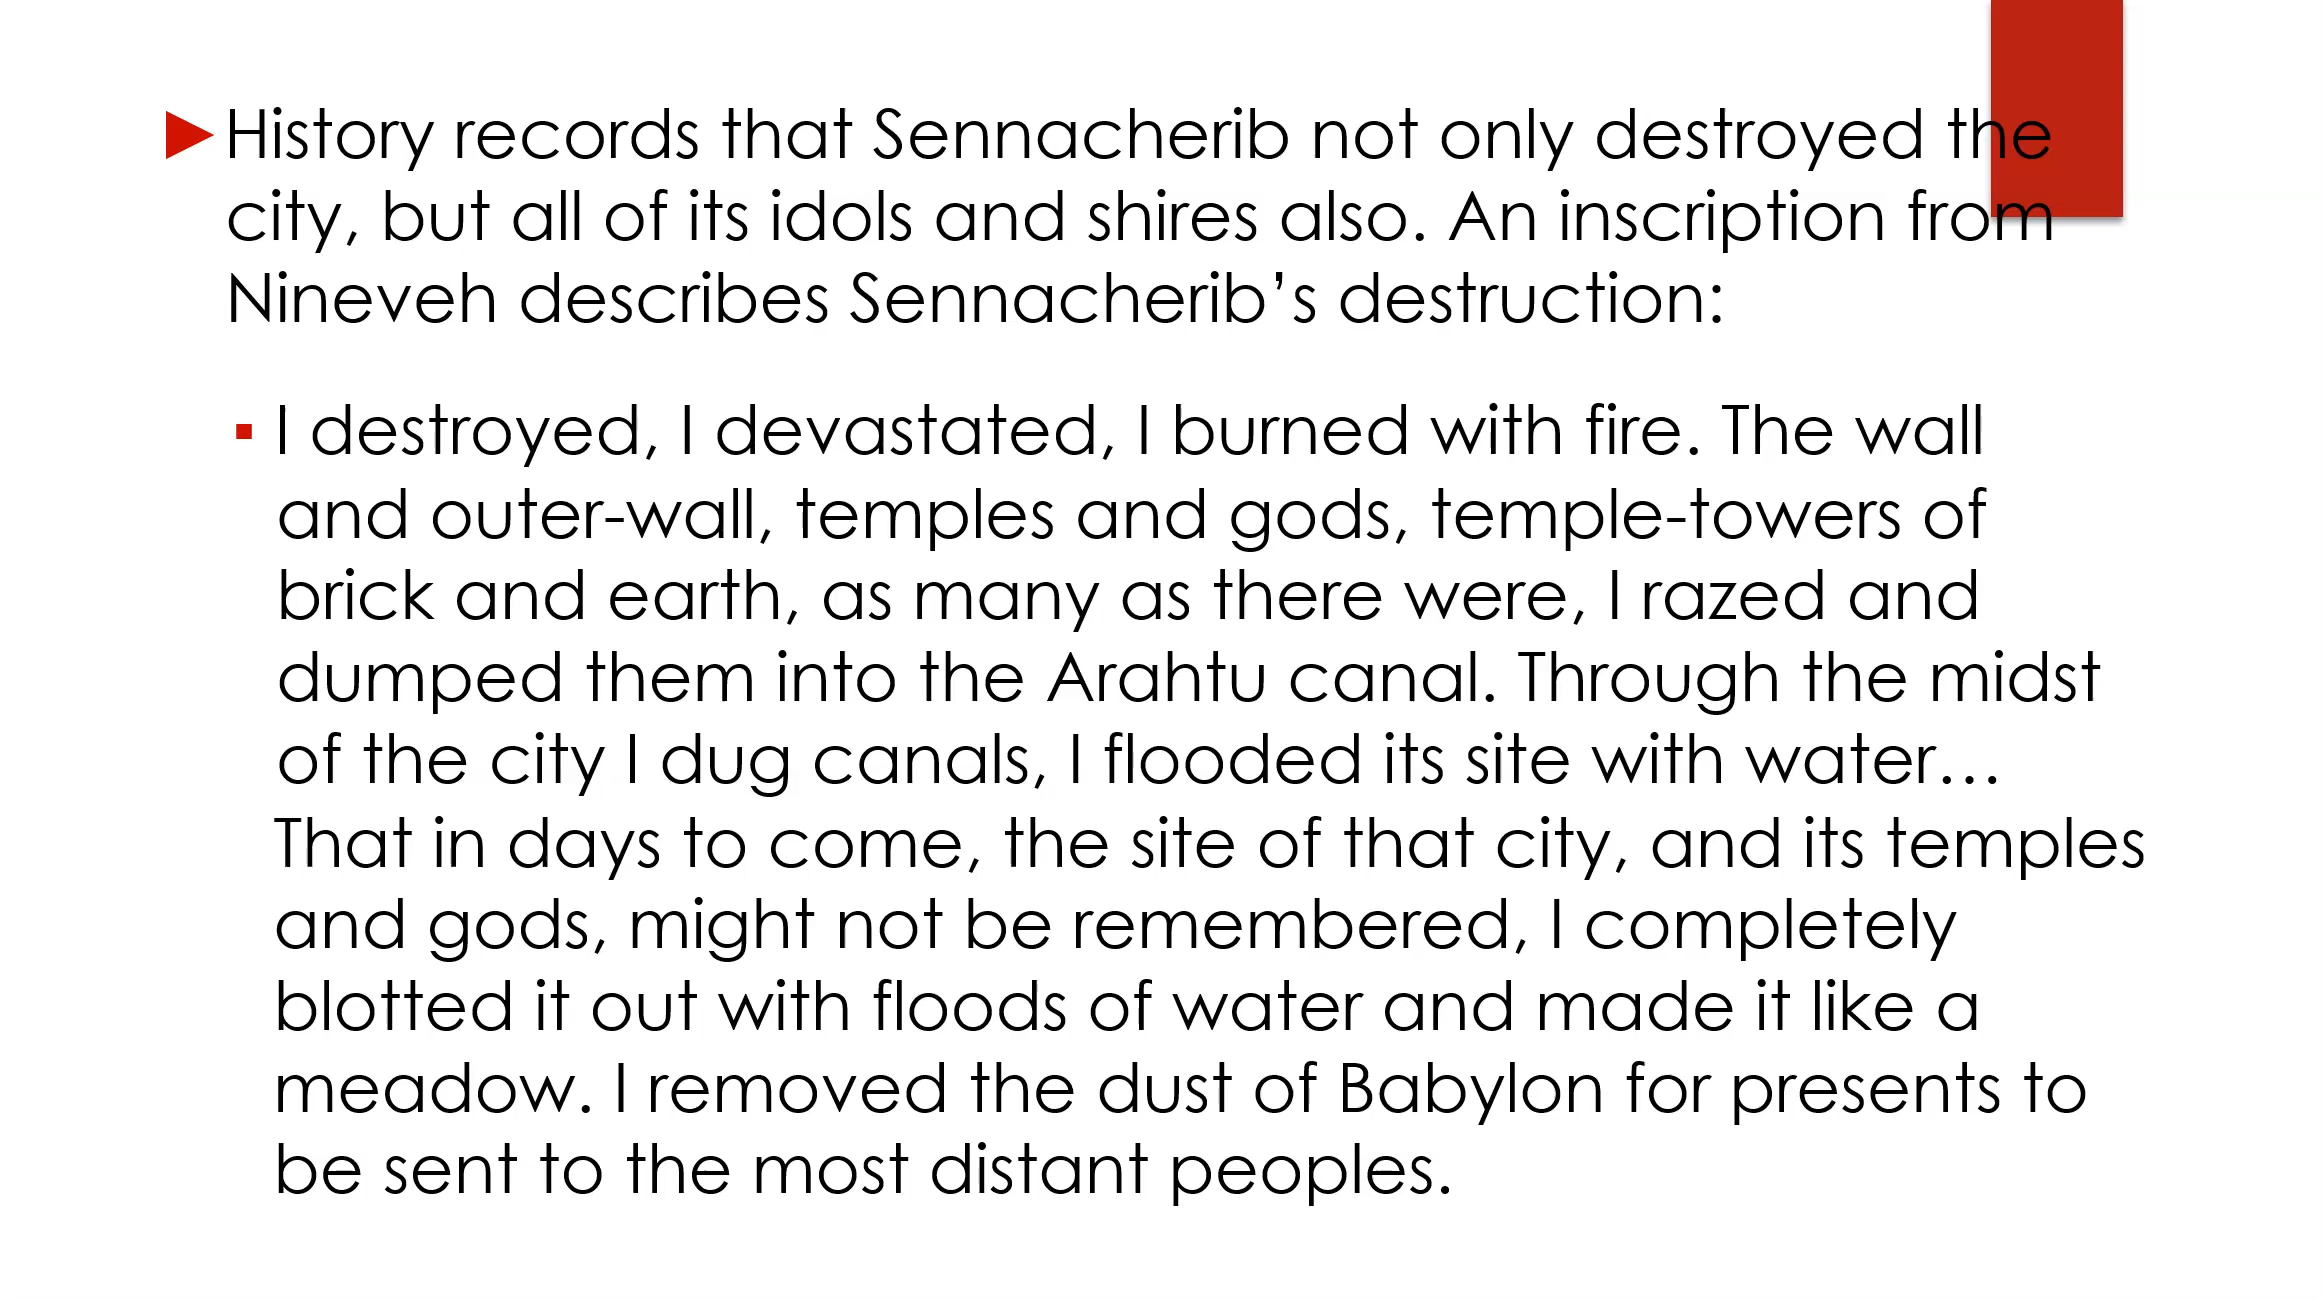 History records that Sennacherib not only destroyed the
city, but all of its idols and shires also. An inscription from
Nineveh describes Sennacherib’s destruction:
I destroyed, I devastated, I burned with fire. The wall
and outer-wall, temples and gods, temple-towers of
brick and earth, as many as there were, I razed and
dumped them into the Arahtu canal. Through the midst
of the city I dug canals, I flooded its site with water…
That in days to come, the site of that city, and its temples
and gods, might not be remembered, I completely
blotted it out with floods of water and made it like a
meadow. I removed the dust of Babylon for presents to
be sent to the most distant peoples.